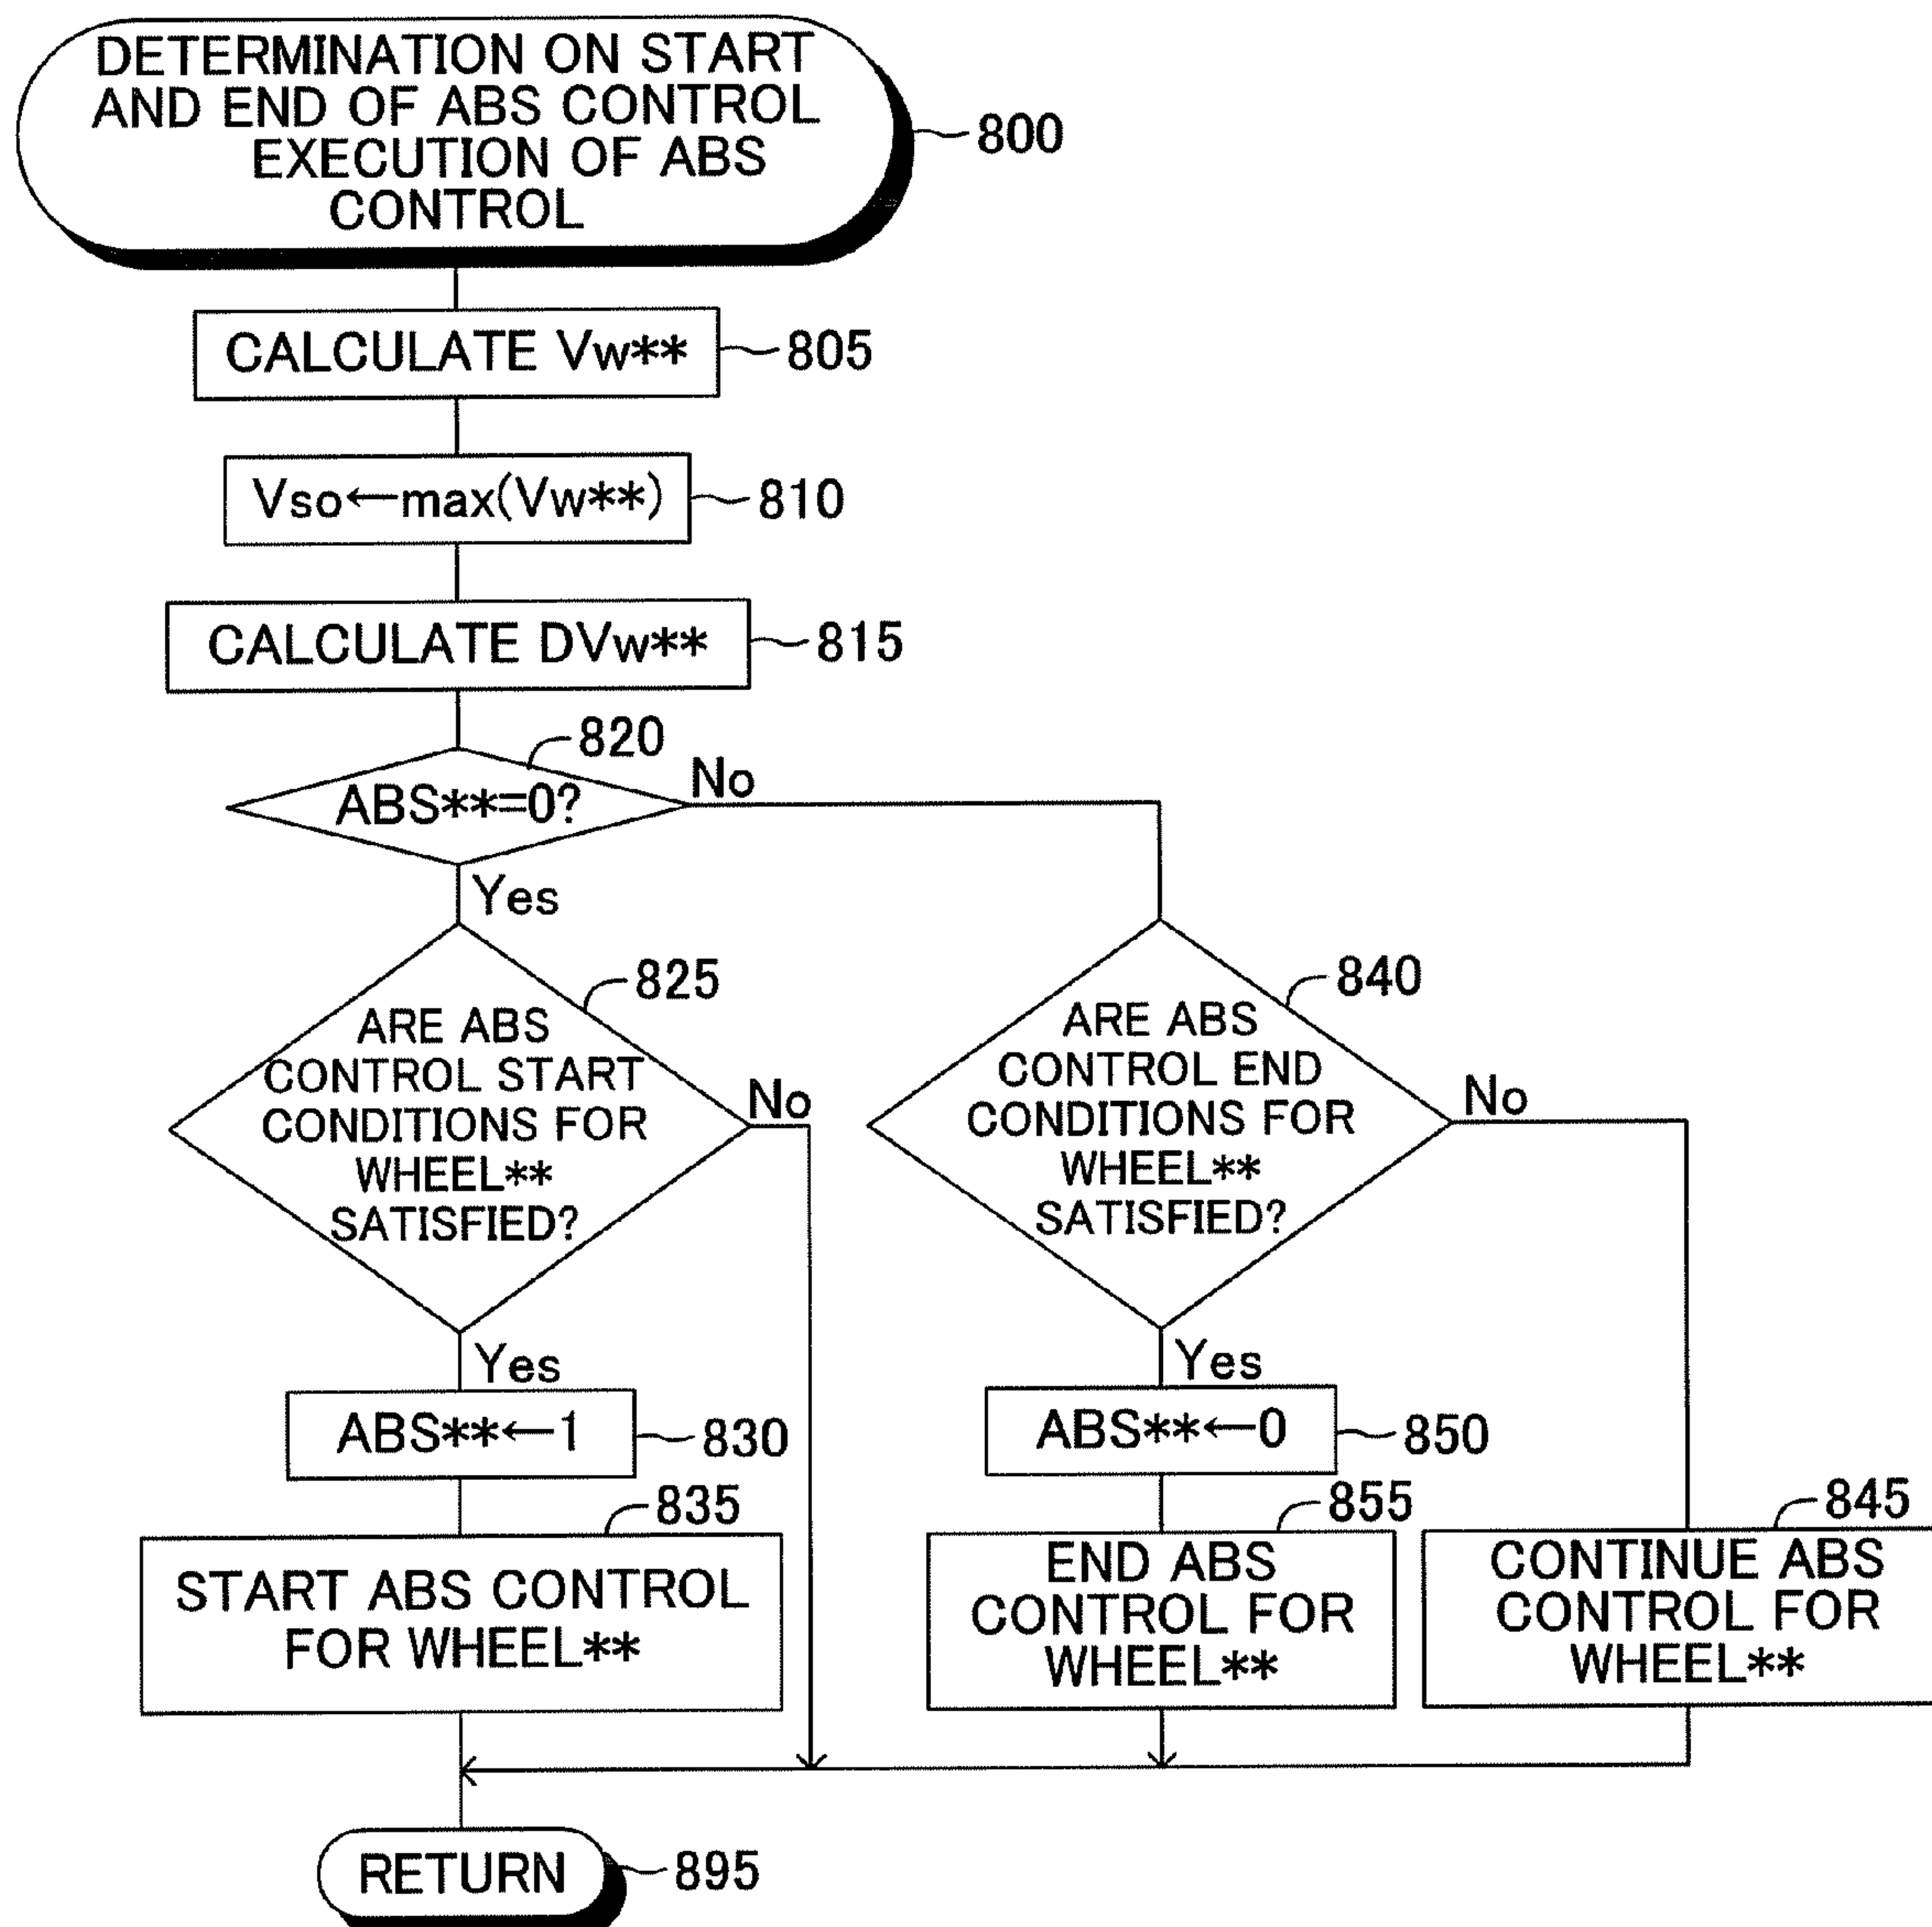 DETERMINATION ON START
AND END OF ABS CONTROL
EXECUTION OF ABS
CONTROL
800
CALCULATE Vw**
805
Vso←max(Vw**)
810
CALCULATE DVw**
815
820
ABS**=0?
No
Yes
825
ARE ABS
CONTROL START
CONDITIONS FOR
WHEEL**
SATISFIED?
No
Yes
ABS**←1
830
835
START ABS CONTROL
FOR WHEEL**
840
ARE ABS
CONTROL END
CONDITIONS FOR
WHEEL**
SATISFIED?
No
Yes
ABS**←0
850
855
END ABS
CONTROL FOR
WHEEL**
845
CONTINUE ABS
CONTROL FOR
WHEEL**
RETURN
895